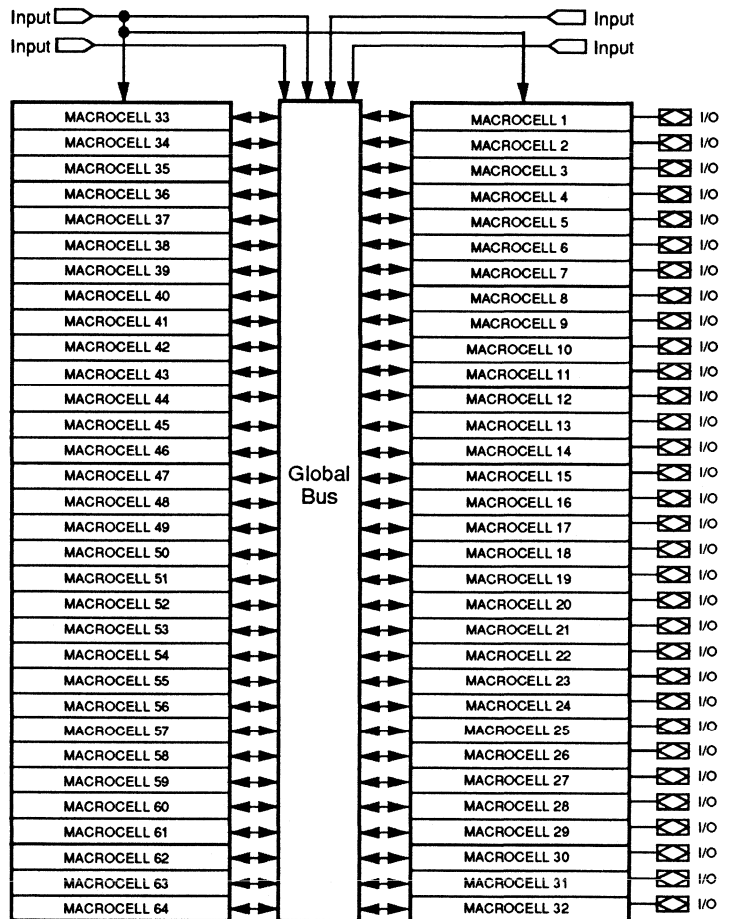 Input Input
Input Input
MACROCELL 33 MACROCELL 1 I/O
MACROCELL 34 MACROCELL 2 I/O
MACROCELL 35 MACROCELL 3 I/O
MACROCELL 36 MACROCELL 4 I/O
MACROCELL 37 MACROCELL 5 I/O
MACROCELL 38 MACROCELL 6 I/O
MACROCELL 39 MACROCELL 7 I/O
MACROCELL 40 MACROCELL 8 I/O
MACROCELL 41 MACROCELL 9 I/O
MACROCELL 42 MACROCELL 10 I/O
MACROCELL 43 MACROCELL 11 I/O
MACROCELL 44 MACROCELL 12 I/O
MACROCELL 45 MACROCELL 13 I/O
MACROCELL 46 MACROCELL 14 I/O
MACROCELL 47 Global MACROCELL 15 I/O
MACROCELL 48 Bus MACROCELL 16 I/O
MACROCELL 49 MACROCELL 17 I/O
MACROCELL 50 MACROCELL 18 I/O
MACROCELL 51 MACROCELL 19 I/O
MACROCELL 52 MACROCELL 20 I/O
MACROCELL 53 MACROCELL 21 I/O
MACROCELL 54 MACROCELL 22 I/O
MACROCELL 55 MACROCELL 23 I/O
MACROCELL 56 MACROCELL 24 I/O
MACROCELL 57 MACROCELL 25 I/O
MACROCELL 58 MACROCELL 26 I/O
MACROCELL 59 MACROCELL 27 I/O
MACROCELL 60 MACROCELL 28 I/O
MACROCELL 61 MACROCELL 29 I/O
MACROCELL 62 MACROCELL 30 I/O
MACROCELL 63 MACROCELL 31 I/O
MACROCELL 64 MACROCELL 32 I/O